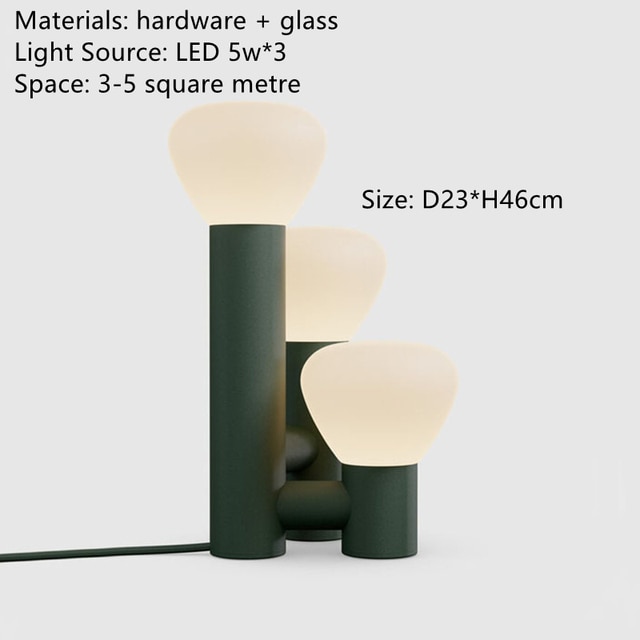 Materials: hardware + glass
Light Source: LED 5w*3
Space: 3-5 square metre
Size: D23*H46cm